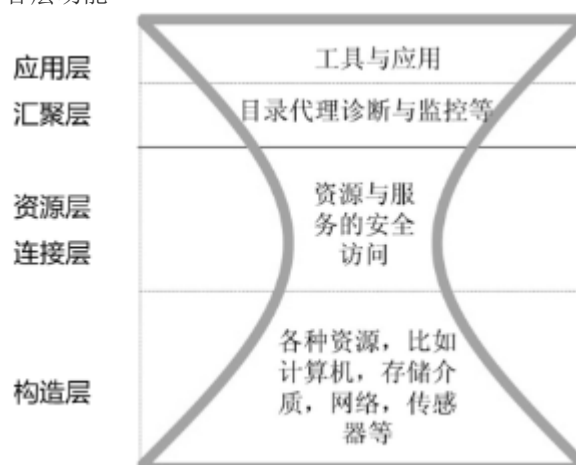 应用层
工具与应用
汇聚层
目录代理诊断与监控等
资源层
连接层
资源与服
务的安全
访问
构造层
各种资源，比如
计算机，存储介
质，网络，传感
器等